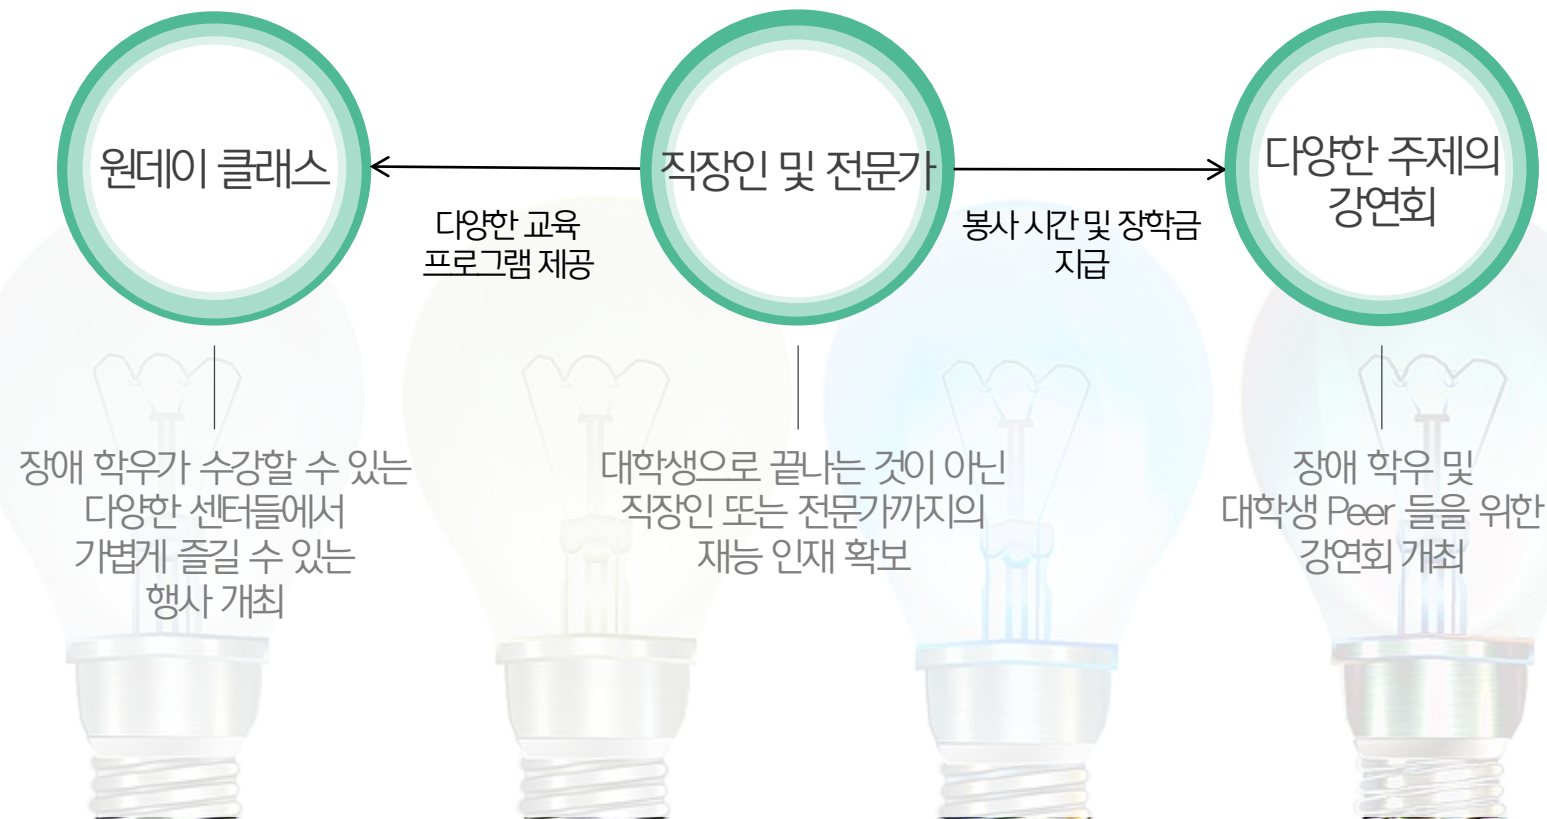 원데이 클래스
직장인 및 전문가
다양한 주제의
강연회
다양한 교육
프로그램 제공
봉사 시간 및 장학금
지급
장애 학우가 수강할 수 있는
다양한 센터들에서
가볍게 즐길 수 있는
행사 개최
대학생으로 끝나는 것이 아닌
직장인 또는 전문가까지의
재능 인재 확보
장애 학우 및
대학생 Peer 들을 위한
강연회 개최